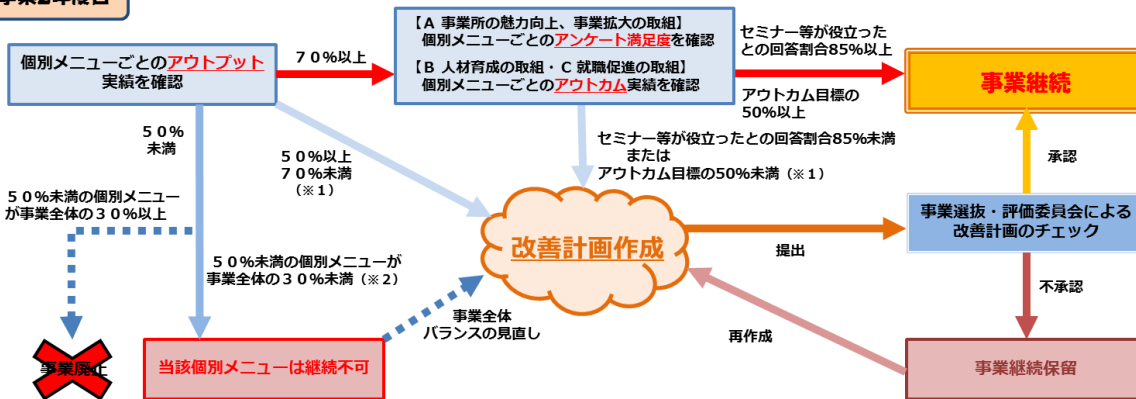 事業2年度目
個別メニューごとのアウトプット
実績を確認
70%以上
【A 事業所の魅力向上、事業拡大の取組】
個別メニューごとのアンケート満足度を確認
【B 人材育成の取組・C 就職促進の取組】
個別メニューごとのアウトカム実績を確認
セミナー等が役立った
との回答割合85%以上
アウトカム目標の
50%以上
事業継続
50%
未満
50%以上
70%未満
(※1)
セミナー等が役立ったとの回答割合85%未満
または
アウトカム目標の50%未満(※1)
承認
50%未満の個別メニュー
が事業全体の30%以上
改善計画作成
提出
事業選抜・評価委員会による
改善計画のチェック
50%未満の個別メニューが
事業全体の30%未満(※2)
不承認
事業全体
バランスの見直し
再作成
事業廃止
当該個別メニューは継続不可
事業継続保留